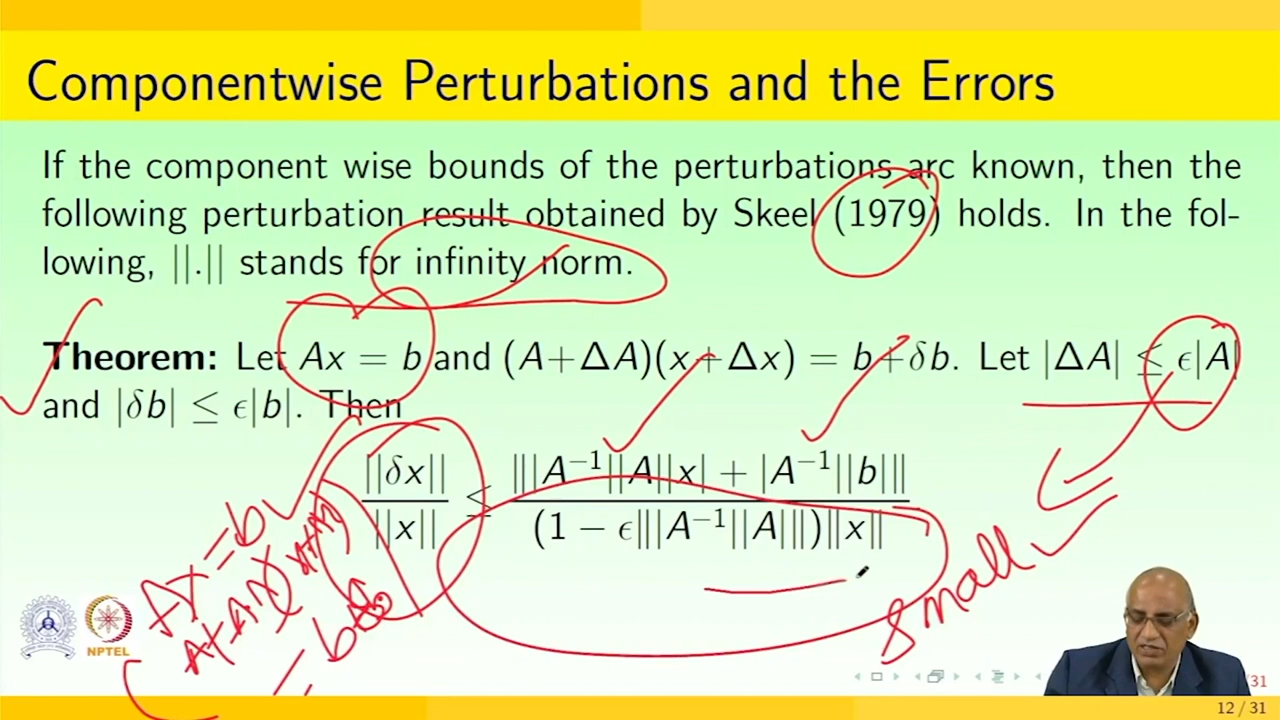 Componentwise Perturbations and the Errors
If the component wise bounds of the perturbations arc known, then the
following perturbation result obtained by Skeel (1979) holds. In the fol-
lowing, ||.|| stands for infinity norm.
Theorem: Let Ax = b and (A+ΔA)(x+Δx) = b+δb. Let |ΔA| ≤ ϵ|A|
and |δb| ≤ ϵ|b|. Then
||δx|| / ||x|| ≤ |||A⁻¹||A||x| + |A⁻¹||b||| / (1 − ϵ|||A⁻¹||A|||)||x||
Ax = b
small
NPTEL
/31
12 / 31